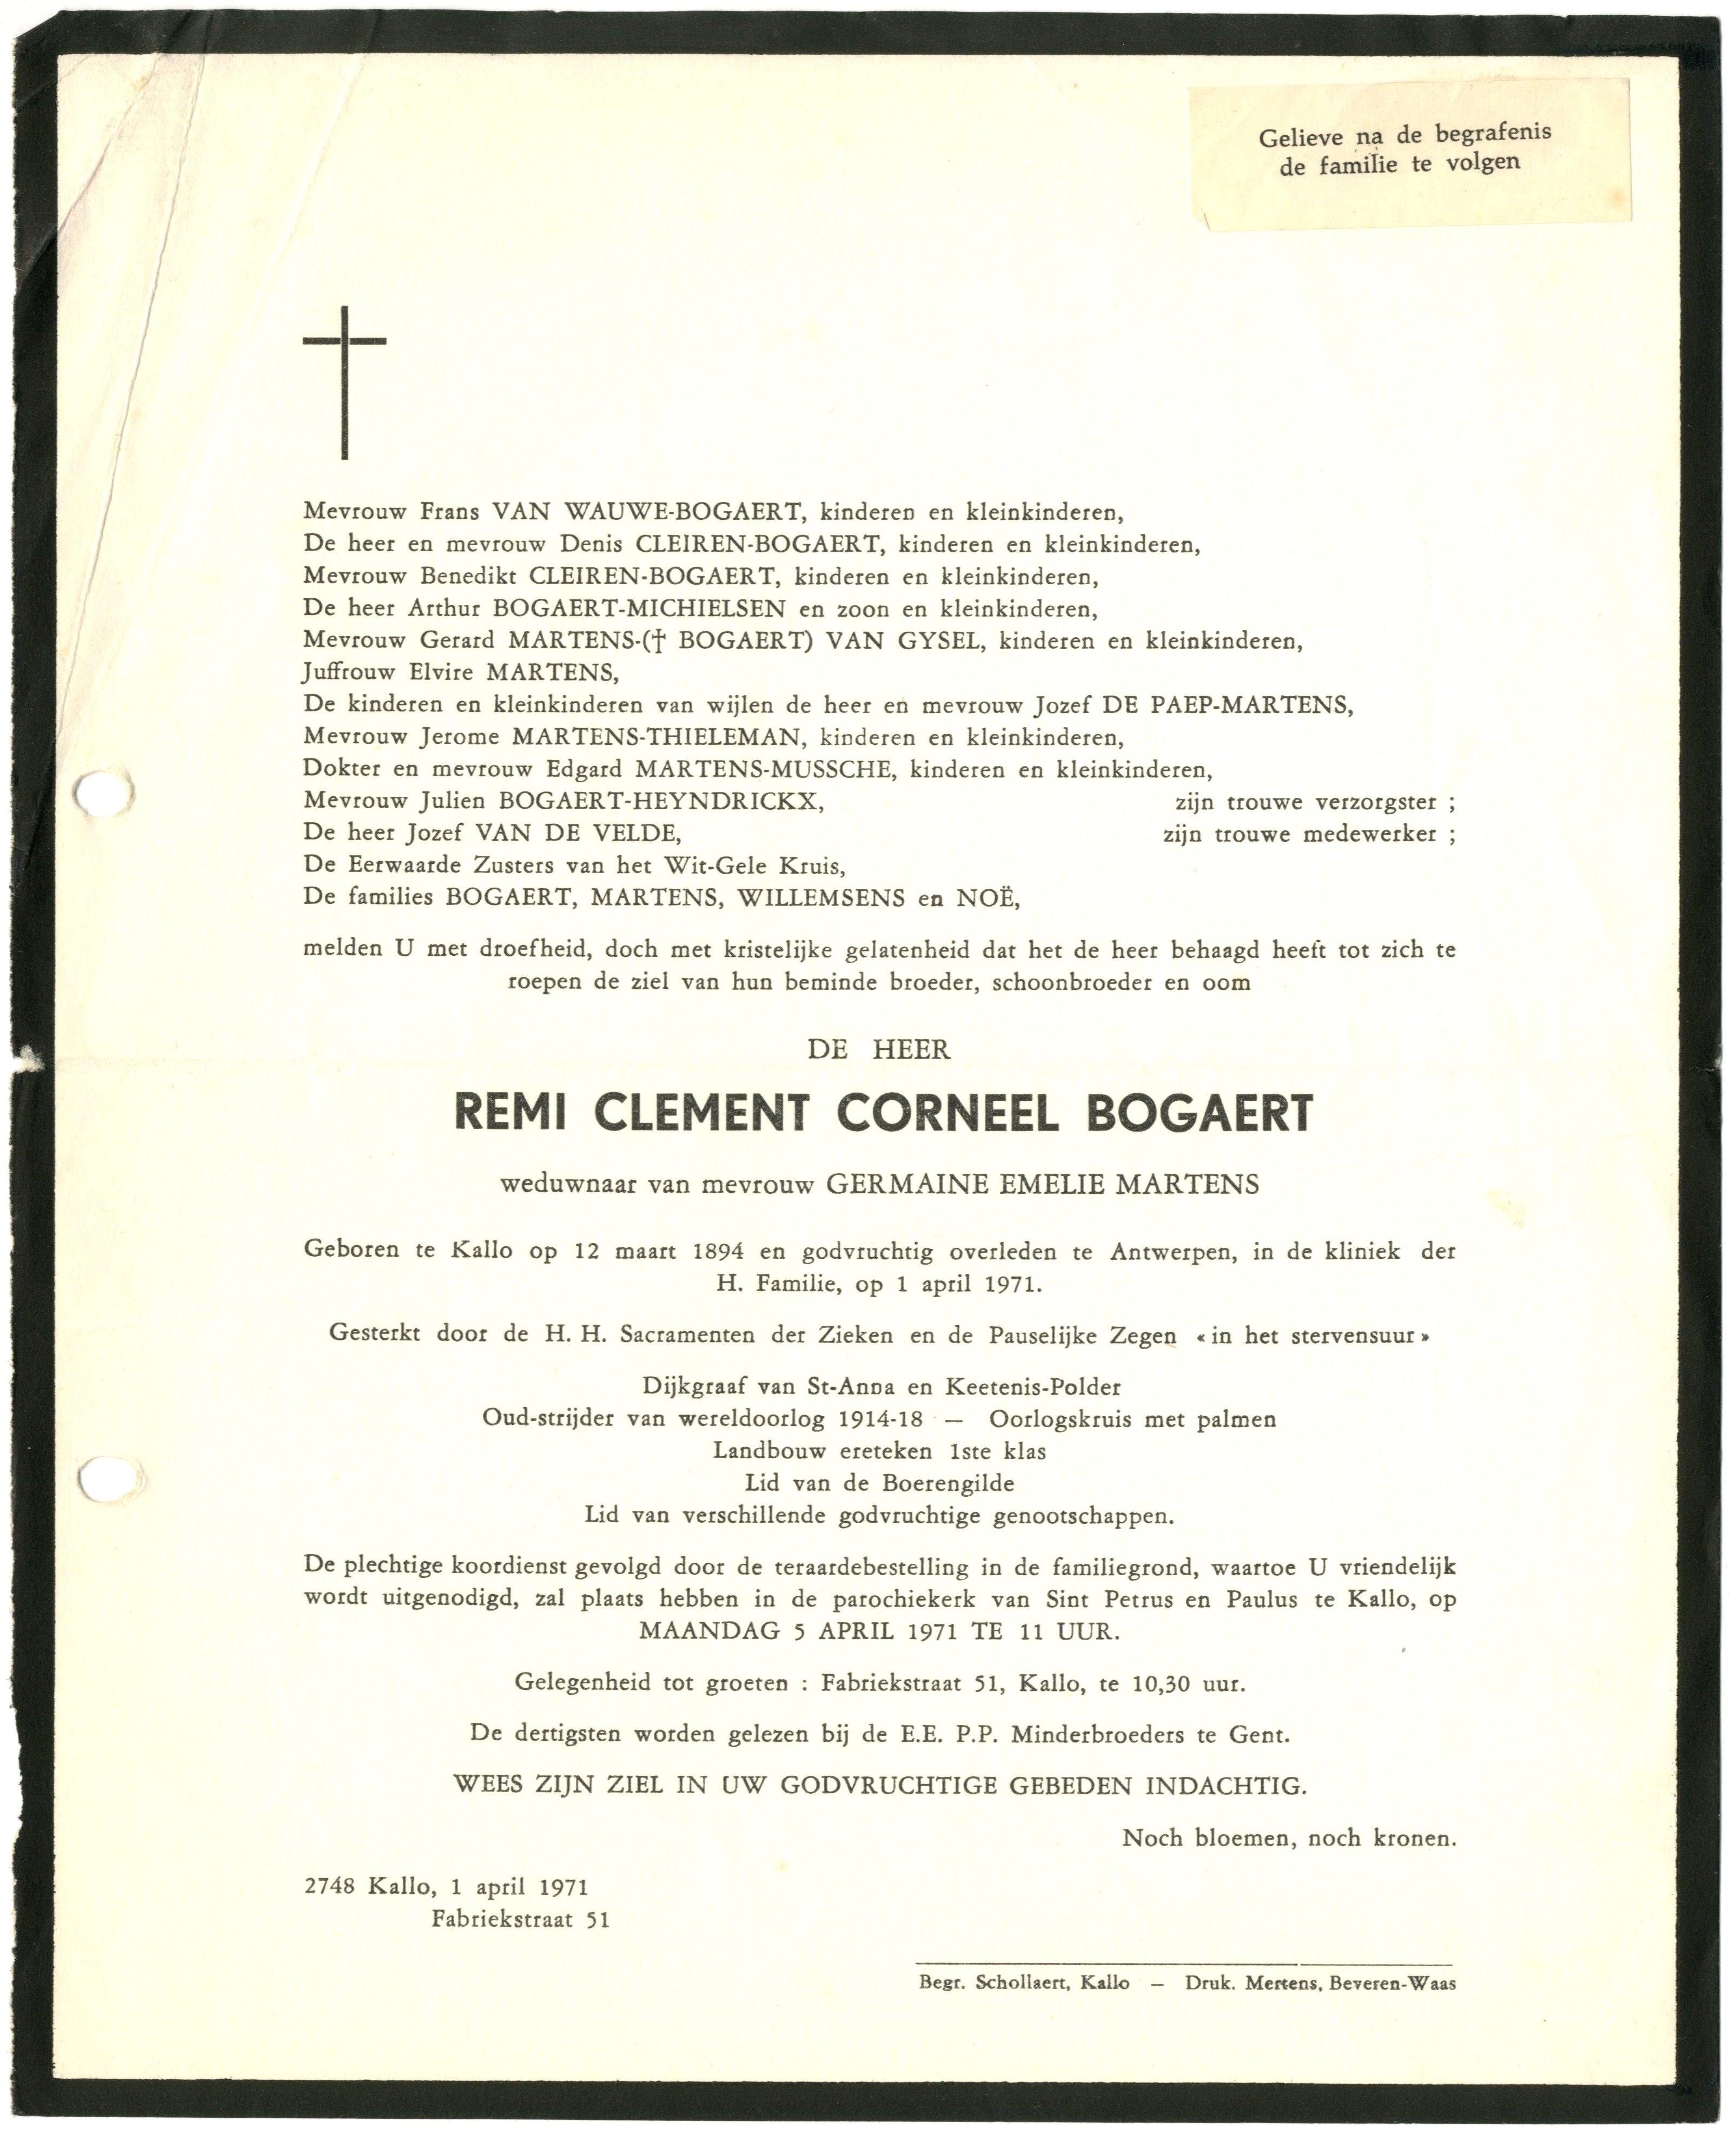 Gelieve na de begrafenis
de familie te volgen
Mevrouw Frans VAN WAUWE-BOGAERT, kinderen en kleinkinderen,
De heer en mevrouw Denis CLEIREN-BOGAERT, kinderen en kleinkinderen,
Mevrouw Benedikt CLEIREN-BOGAERT, kinderen en kleinkinderen,
De heer Arthur BOGAERT-MICHIELSEN en zoon en kleinkinderen,
Mevrouw Gerard MARTENS-(† BOGAERT) VAN GYSEL, kinderen en kleinkinderen,
Juffrouw Elvire MARTENS,
De kinderen en kleinkinderen van wijlen de heer en mevrouw Jozef DE PAEP-MARTENS,
Mevrouw Jerome MARTENS-THIELEMAN, kinderen en kleinkinderen,
Dokter en mevrouw Edgard MARTENS-MUSSCHE, kinderen en kleinkinderen,
Mevrouw Julien BOGAERT-HEYNDRICKX, zijn trouwe verzorgster ;
De heer Jozef VAN DE VELDE, zijn trouwe medewerker ;
De Eerwaarde Zusters van het Wit-Gele Kruis,
De families BOGAERT, MARTENS, WILLEMSENS en NOË,
melden U met droefheid, doch met kristelijke gelatenheid dat het de heer behaagd heeft tot zich te
roepen de ziel van hun beminde broeder, schoonbroeder en oom
DE HEER
REMI CLEMENT CORNEEL BOGAERT
weduwnaar van mevrouw GERMAINE EMELIE MARTENS
Geboren te Kallo op 12 maart 1894 en godvruchtig overleden te Antwerpen, in de kliniek der
H. Familie, op 1 april 1971.
Gesterkt door de H. H. Sacramenten der Zieken en de Pauselijke Zegen « in het stervensuur »
Dijkgraaf van St-Anna en Keetenis-Polder
Oud-strijder van wereldoorlog 1914-18 — Oorlogskruis met palmen
Landbouw ereteken 1ste klas
Lid van de Boerengilde
Lid van verschillende godvruchtige genootschappen.
De plechtige koordienst gevolgd door de teraardebestelling in de familiegrond, waartoe U vriendelijk
wordt uitgenodigd, zal plaats hebben in de parochiekerk van Sint Petrus en Paulus te Kallo, op
MAANDAG 5 APRIL 1971 TE 11 UUR.
Gelegenheid tot groeten : Fabriekstraat 51, Kallo, te 10,30 uur.
De dertigsten worden gelezen bij de E.E. P.P. Minderbroeders te Gent.
WEES ZIJN ZIEL IN UW GODVRUCHTIGE GEBEDEN INDACHTIG.
Noch bloemen, noch kronen.
2748 Kallo, 1 april 1971
Fabriekstraat 51
Begr. Schollaert, Kallo — Druk. Mertens, Beveren-Waas